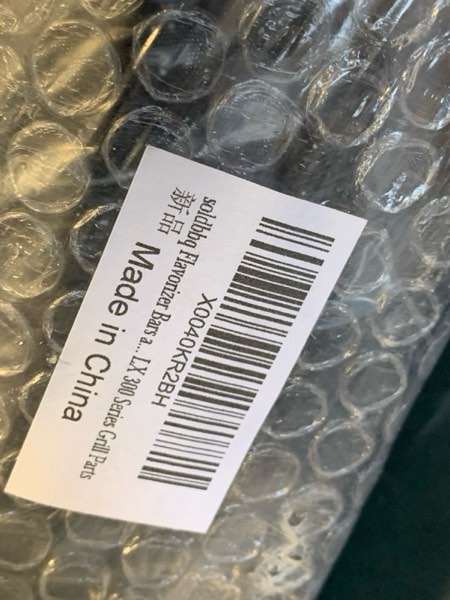 X0040KR2BH
soldbbq Flavorizer Bars a... LX 300 Series Grill Parts
新品
Made in China